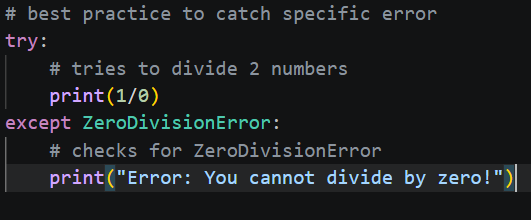 # best practice to catch specific error
try:
    # tries to divide 2 numbers
    print(1/0)
except ZeroDivisionError:
    # checks for ZeroDivisionError
    print("Error: You cannot divide by zero!")